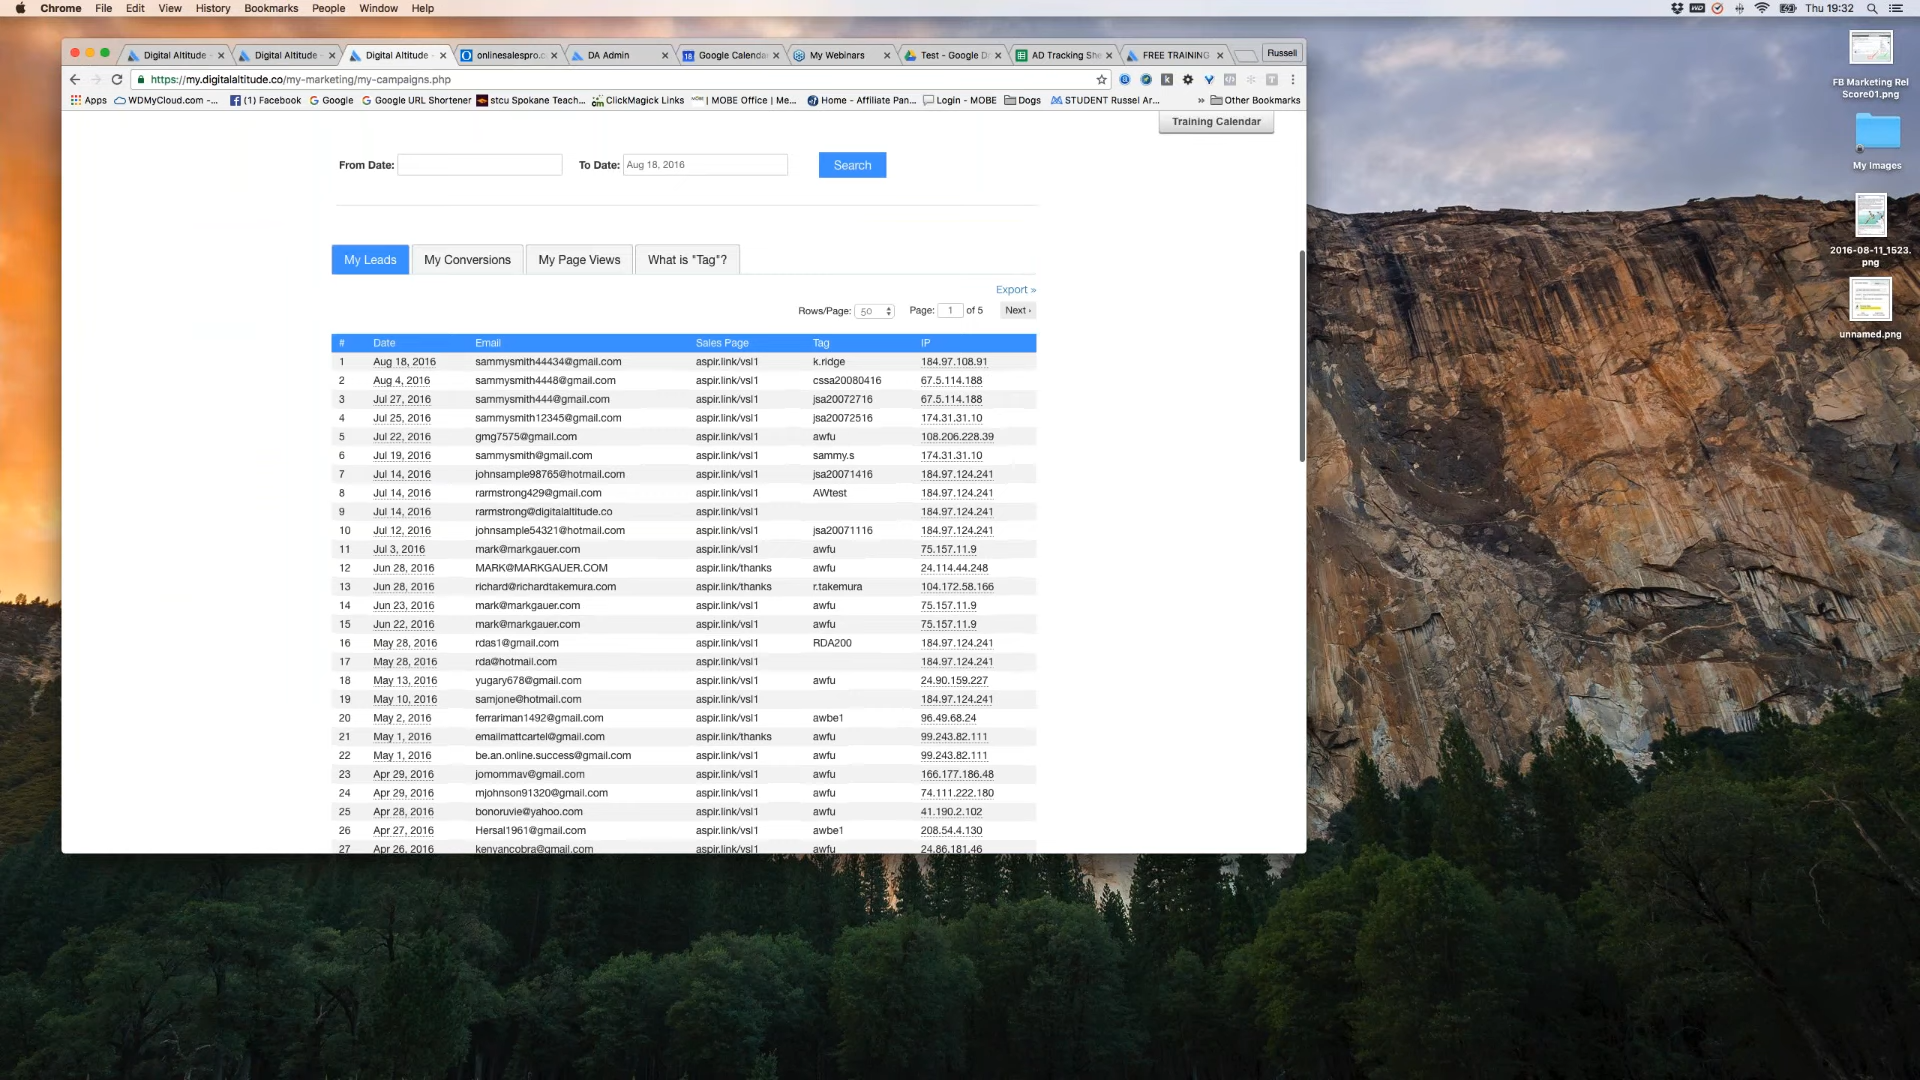 Chrome File Edit View History Bookmarks People Window Help Thu 19:32
Digital Altitude - Digital Altitude - Digital Altitude - onlinesalespro.c DA Admin Google Calenda My Webinars Test - Google D AD Tracking She FREE TRAINING Russell
https://my.digitalaltitude.co/my-marketing/my-campaigns.php
Apps WDMyCloud.com -... (1) Facebook Google Google URL Shortener stcu Spokane Teach... ClickMagick Links | MOBE Office | Me... Home - Affiliate Pan... Login - MOBE Dogs STUDENT Russel Ar... » Other Bookmarks
Training Calendar
From Date: To Date: Aug 18, 2016 Search
My Leads My Conversions My Page Views What is "Tag"?
Export »
Rows/Page: 50 Page: 1 of 5 Next ›
# Date Email Sales Page Tag IP
1 Aug 18, 2016 sammysmith44434@gmail.com aspir.link/vsl1 k.ridge 184.97.108.91
2 Aug 4, 2016 sammysmith4448@gmail.com aspir.link/vsl1 cssa20080416 67.5.114.188
3 Jul 27, 2016 sammysmith444@gmail.com aspir.link/vsl1 jsa20072716 67.5.114.188
4 Jul 25, 2016 sammysmith12345@gmail.com aspir.link/vsl1 jsa20072516 174.31.31.10
5 Jul 22, 2016 gmg7575@gmail.com aspir.link/vsl1 awfu 108.206.228.39
6 Jul 19, 2016 sammysmith@gmail.com aspir.link/vsl1 sammy.s 174.31.31.10
7 Jul 14, 2016 johnsample98765@hotmail.com aspir.link/vsl1 jsa20071416 184.97.124.241
8 Jul 14, 2016 rarmstrong429@gmail.com aspir.link/vsl1 AWtest 184.97.124.241
9 Jul 14, 2016 rarmstrong@digitalaltitude.co aspir.link/vsl1 184.97.124.241
10 Jul 12, 2016 johnsample54321@hotmail.com aspir.link/vsl1 jsa20071116 184.97.124.241
11 Jul 3, 2016 mark@markgauer.com aspir.link/vsl1 awfu 75.157.11.9
12 Jun 28, 2016 MARK@MARKGAUER.COM aspir.link/thanks awfu 24.114.44.248
13 Jun 28, 2016 richard@richardtakemura.com aspir.link/thanks r.takemura 104.172.58.166
14 Jun 23, 2016 mark@markgauer.com aspir.link/vsl1 awfu 75.157.11.9
15 Jun 22, 2016 mark@markgauer.com aspir.link/vsl1 awfu 75.157.11.9
16 May 28, 2016 rdas1@gmail.com aspir.link/vsl1 RDA200 184.97.124.241
17 May 28, 2016 rda@hotmail.com aspir.link/vsl1 184.97.124.241
18 May 13, 2016 yugary678@gmail.com aspir.link/vsl1 awfu 24.90.159.227
19 May 10, 2016 samjone@hotmail.com aspir.link/vsl1 184.97.124.241
20 May 2, 2016 ferrariman1492@gmail.com aspir.link/vsl1 awbe1 96.49.68.24
21 May 1, 2016 emailmattcartel@gmail.com aspir.link/thanks awfu 99.243.82.111
22 May 1, 2016 be.an.online.success@gmail.com aspir.link/vsl1 awfu 99.243.82.111
23 Apr 29, 2016 jomommav@gmail.com aspir.link/vsl1 awfu 166.177.186.48
24 Apr 29, 2016 mjohnson91320@gmail.com aspir.link/vsl1 awfu 74.111.222.180
25 Apr 28, 2016 bonoruvie@yahoo.com aspir.link/vsl1 awfu 41.190.2.102
26 Apr 27, 2016 Hersal1961@gmail.com aspir.link/vsl1 awbe1 208.54.4.130
27 Apr 26, 2016 kenyancobra@gmail.com aspir.link/vsl1 awfu 24.86.181.46
FB Marketing Rel
Score01.png
My Images
2016-08-11_1523.
png
unnamed.png